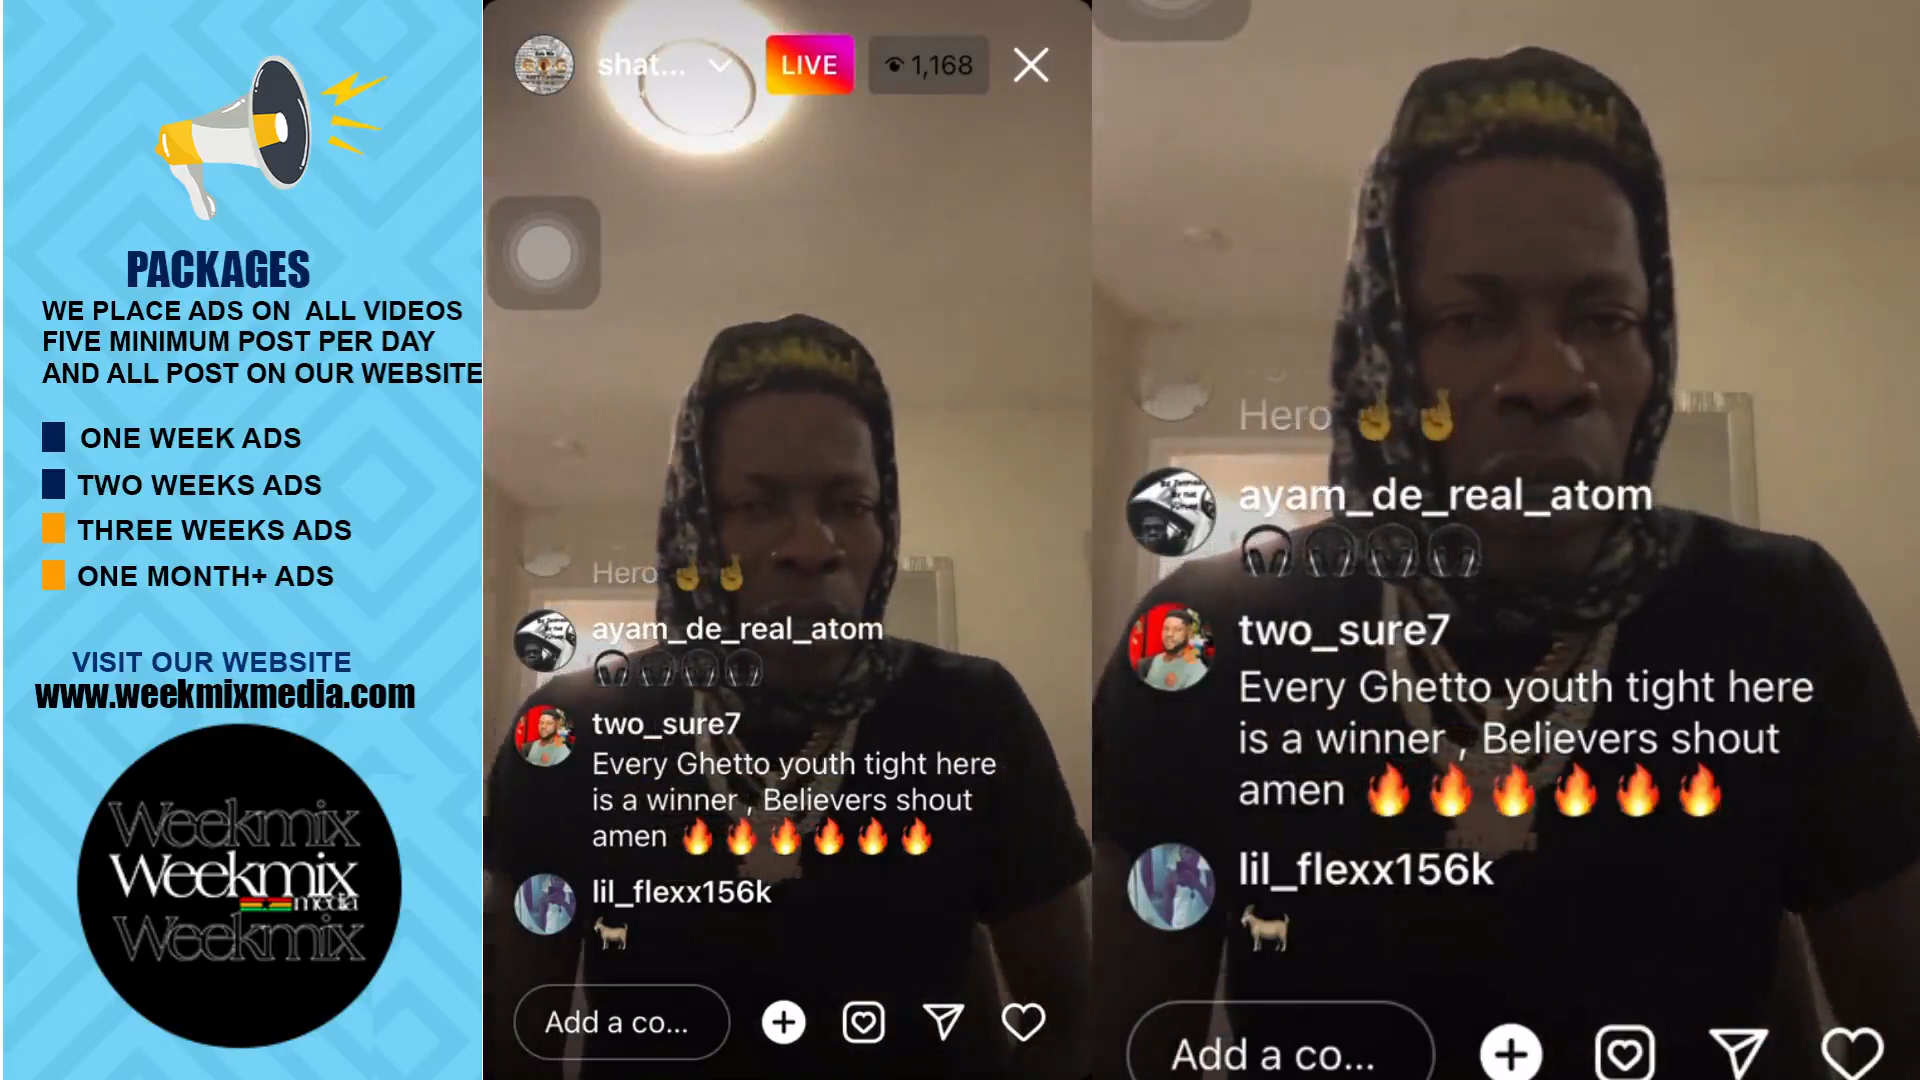 PACKAGES
WE PLACE ADS ON ALL VIDEOS
FIVE MINIMUM POST PER DAY
AND ALL POST ON OUR WEBSITE
ONE WEEK ADS
TWO WEEKS ADS
THREE WEEKS ADS
ONE MONTH+ ADS
VISIT OUR WEBSITE
www.weekmixmedia.com
Weekmix
Weekmix
media
Weekmix
shat...
LIVE
1,168
Hero 🤞 🤞
ayam_de_real_atom
🎧 🎧 🎧 🎧
two_sure7
Every Ghetto youth tight here
is a winner , Believers shout
amen 🔥 🔥 🔥 🔥 🔥 🔥
lil_flexx156k
🐐
Add a co...
Hero 🤞 🤞
ayam_de_real_atom
🎧 🎧 🎧 🎧
two_sure7
Every Ghetto youth tight here
is a winner , Believers shout
amen 🔥 🔥 🔥 🔥 🔥 🔥
lil_flexx156k
🐐
Add a co...